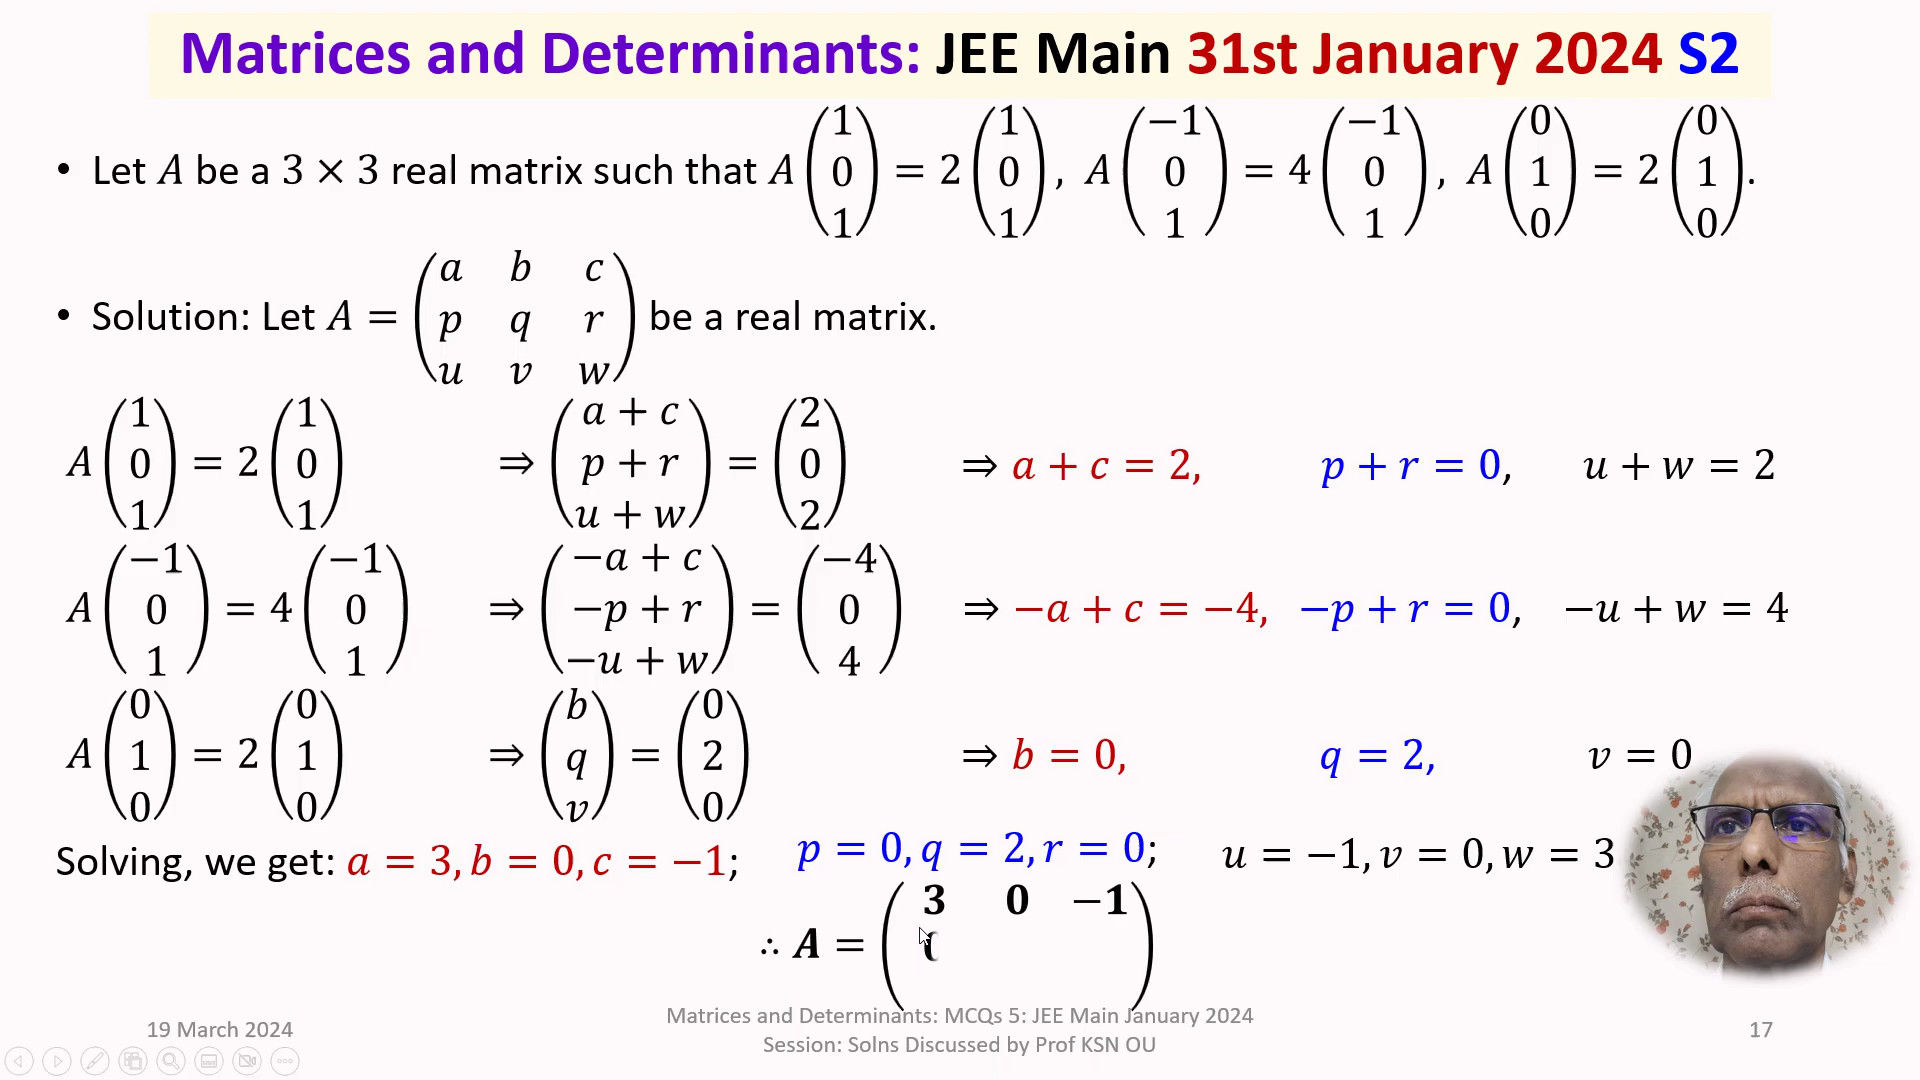 Matrices and Determinants: JEE Main 31st January 2024 S2
• Let A be a 3 × 3 real matrix such that A (1 0 1) = 2 (1 0 1), A (−1 0 1) = 4 (−1 0 1), A (0 1 0) = 2 (0 1 0).
• Solution: Let A = (a b c p q r u v w) be a real matrix.
A (1 0 1) = 2 (1 0 1) ⇒ (a + c p + r u + w) = (2 0 2) ⇒ a + c = 2, p + r = 0, u + w = 2
A (−1 0 1) = 4 (−1 0 1) ⇒ (−a + c −p + r −u + w) = (−4 0 4) ⇒ −a + c = −4, −p + r = 0, −u + w = 4
A (0 1 0) = 2 (0 1 0) ⇒ (b q v) = (0 2 0) ⇒ b = 0, q = 2, v = 0
Solving, we get: a = 3, b = 0, c = −1; p = 0, q = 2, r = 0; u = −1, v = 0, w = 3
∴ A = (3 0 −1)
19 March 2024
Matrices and Determinants: MCQs 5: JEE Main January 2024
Session: Solns Discussed by Prof KSN OU
17